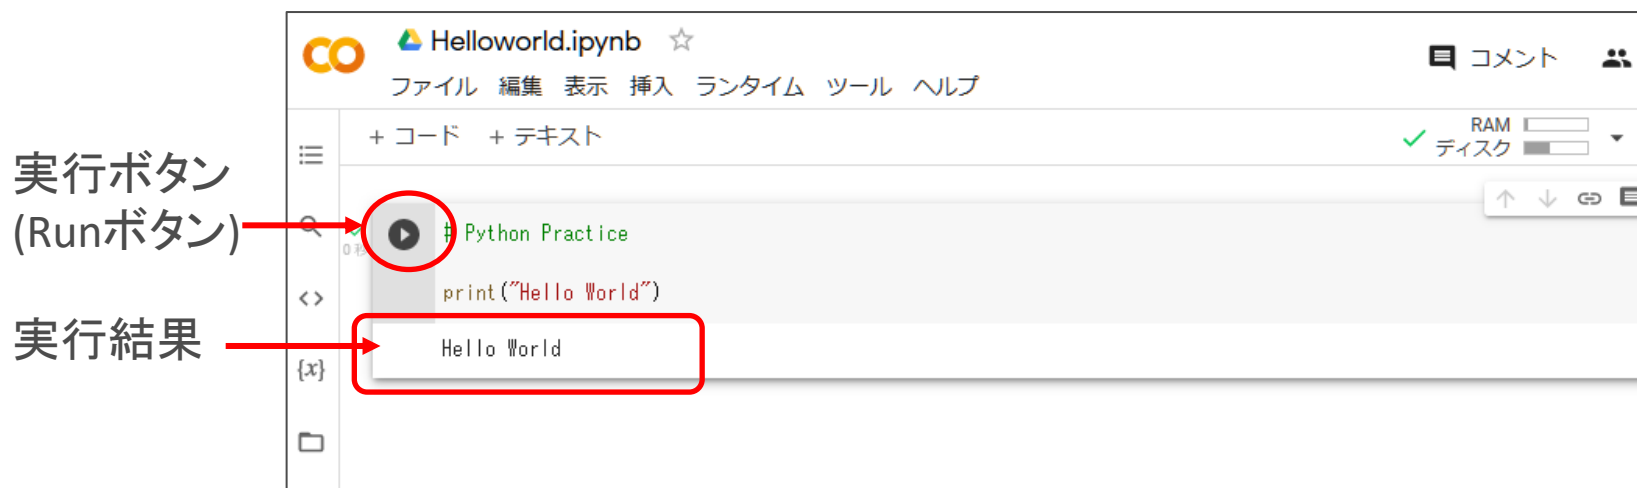 Helloworld.ipynb
ファイル 編集 表示 挿入 ランタイム ツール ヘルプ
コメント
+ コード + テキスト
RAM
ディスク
実行ボタン
(Runボタン)
0 秒
# Python Practice
print("Hello World")
実行結果
Hello World
<>
{x}